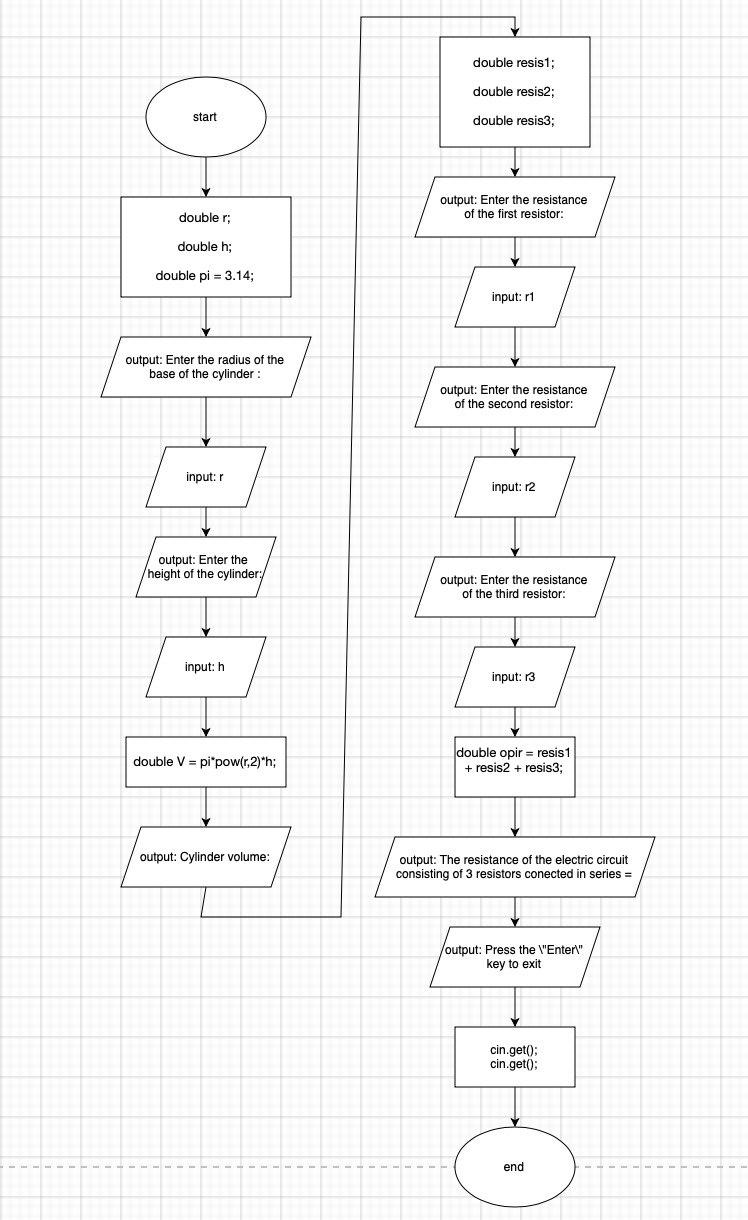 start
double r;
double h;
double pi = 3.14;
output: Enter the radius of the
base of the cylinder :
input: r
output: Enter the
height of the cylinder:
input: h
double V = pi*pow(r,2)*h;
output: Cylinder volume:
double resis1;
double resis2;
double resis3;
output: Enter the resistance
of the first resistor:
input: r1
output: Enter the resistance
of the second resistor:
input: r2
output: Enter the resistance
of the third resistor:
input: r3
double opir = resis1
+ resis2 + resis3;
output: The resistance of the electric circuit
consisting of 3 resistors conected in series =
output: Press the \"Enter\"
key to exit
cin.get();
cin.get();
end